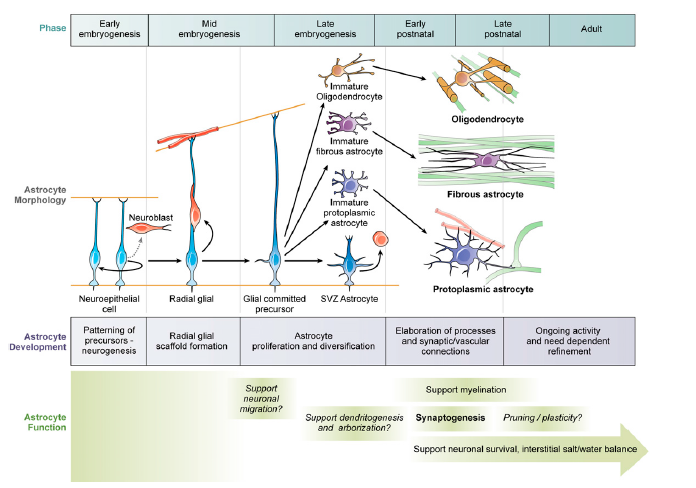 Phase
Early
embryogenesis
Mid
embryogenesis
Late
embryogenesis
Early
postnatal
Late
postnatal
Adult
Immature
Oligodendrocyte
Oligodendrocyte
Immature
fibrous astrocyte
Fibrous astrocyte
Astrocyte
Morphology
Immature
protoplasmic
astrocyte
Neuroblast
Protoplasmic astrocyte
Neuroepithelial
cell
Radial glial
Glial committed
precursor
SVZ Astrocyte
Astrocyte
Development
Patterning of
precursors -
neurogenesis
Radial glial
scaffold formation
Astrocyte
proliferation and diversification
Elaboration of processes
and synaptic/vascular
connections
Ongoing activity
and need dependent
refinement
Astrocyte
Function
Support
neuronal
migration?
Support myelination
Support dendritogenesis
and arborization?
Synaptogenesis
Pruning / plasticity?
Support neuronal survival, interstitial salt/water balance